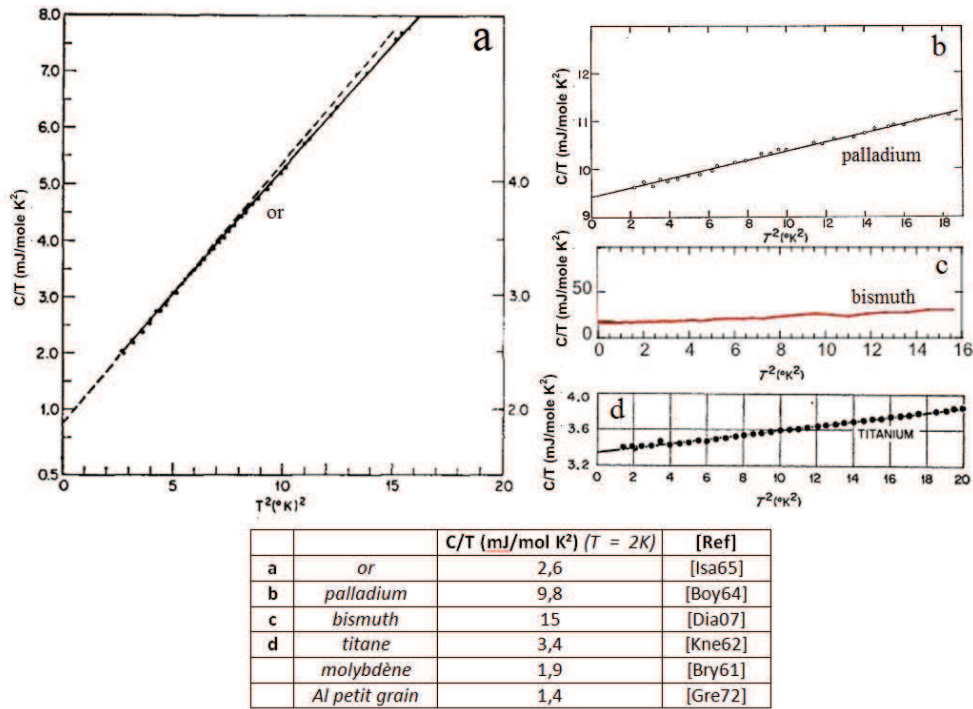 a
C/T (mJ/mole K²)
8.0
7.0
6.0
5.0
4.0
3.0
2.0
1.0
0.5
4.0
3.0
2.0
or
0 5 10 15 20
T²(°K)²
b
C/T (mJ/mole K²)
12
11
10
9
palladium
0 2 4 6 8 10 12 14 16 18
T²(°K²)
c
C/T (mJ/mole K²)
50
0
bismuth
0 2 4 6 8 10 12 14 16
T²(°K²)
d
C/T (mJ/mole K²)
4.0
3.6
3.2
TITANIUM
0 2 4 6 8 10 12 14 16 18 20
T²(°K²)
C/T (mJ/mol K²) (T = 2K) [Ref]
a or 2,6 [Isa65]
b palladium 9,8 [Boy64]
c bismuth 15 [Dia07]
d titane 3,4 [Kne62]
molybdène 1,9 [Bry61]
Al petit grain 1,4 [Gre72]